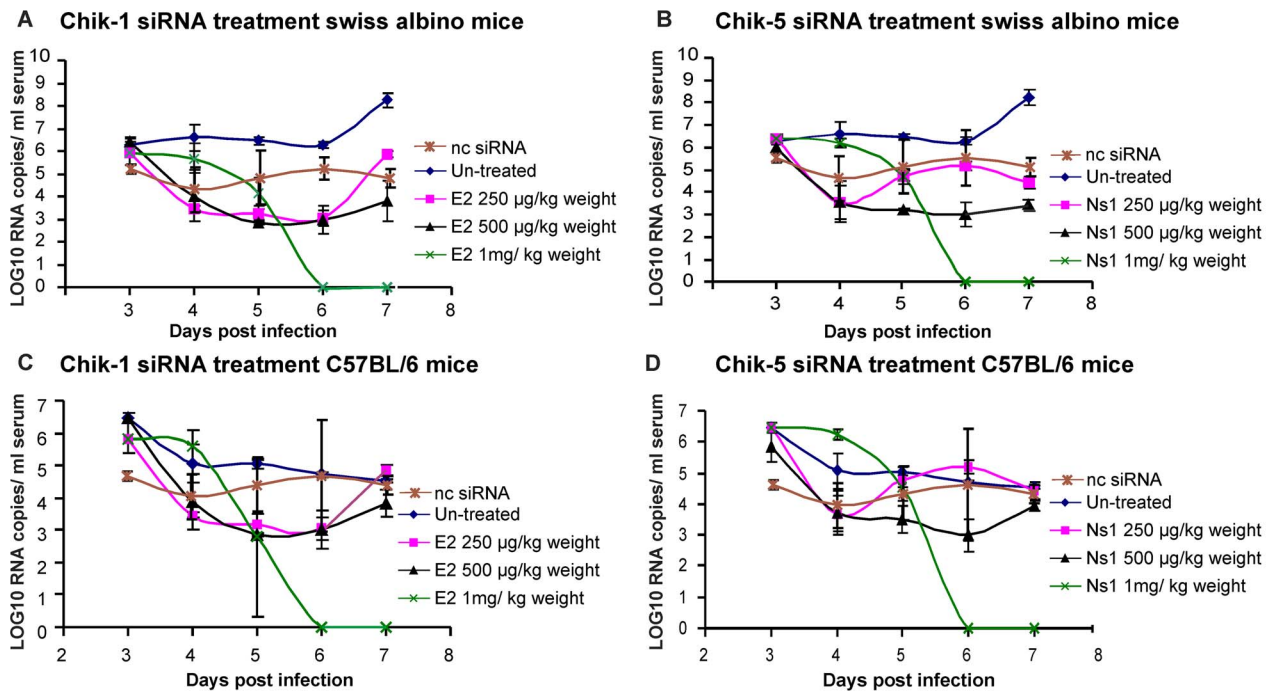 A Chik-1 siRNA treatment swiss albino mice
LOG10 RNA copies/ ml serum
10
9
8
7
6
5
4
3
2
1
0
3 4 5 6 7 8
Days post infection
nc siRNA
Un-treated
E2 250 µg/kg weight
E2 500 µg/kg weight
E2 1mg/ kg weight
B Chik-5 siRNA treatment swiss albino mice
LOG10 RNA copies/ ml serum
10
9
8
7
6
5
4
3
2
1
0
3 4 5 6 7 8
Days post infection
nc siRNA
Un-treated
Ns1 250 µg/kg weight
Ns1 500 µg/kg weight
Ns1 1mg/ kg weight
C Chik-1 siRNA treatment C57BL/6 mice
LOG10 RNA copies/ ml serum
7
6
5
4
3
2
1
0
2 3 4 5 6 7 8
Days post infection
nc siRNA
Un-treated
E2 250 µg/kg weight
E2 500 µg/kg weight
E2 1mg/ kg weight
D Chik-5 siRNA treatment C57BL/6 mice
LOG10 RNA copies/ ml serum
7
6
5
4
3
2
1
0
2 3 4 5 6 7 8
Days post infection
nc siRNA
Un-treated
Ns1 250 µg/kg weight
Ns1 500 µg/kg weight
Ns1 1mg/ kg weight